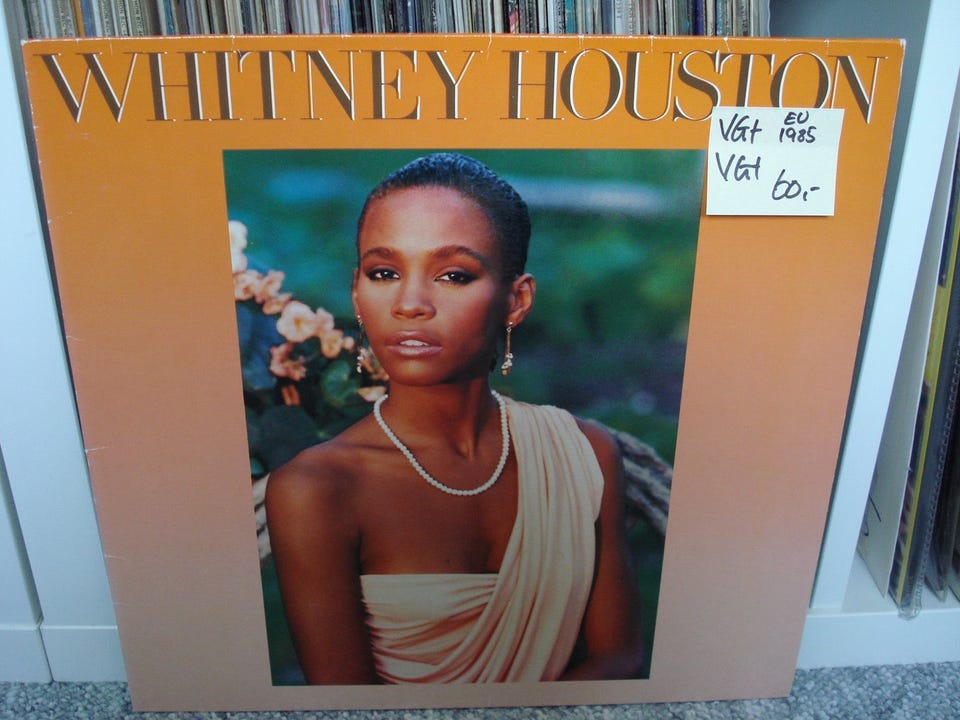 WHITNEY HOUSTON
VG+ EU
1985
VG+
60,-